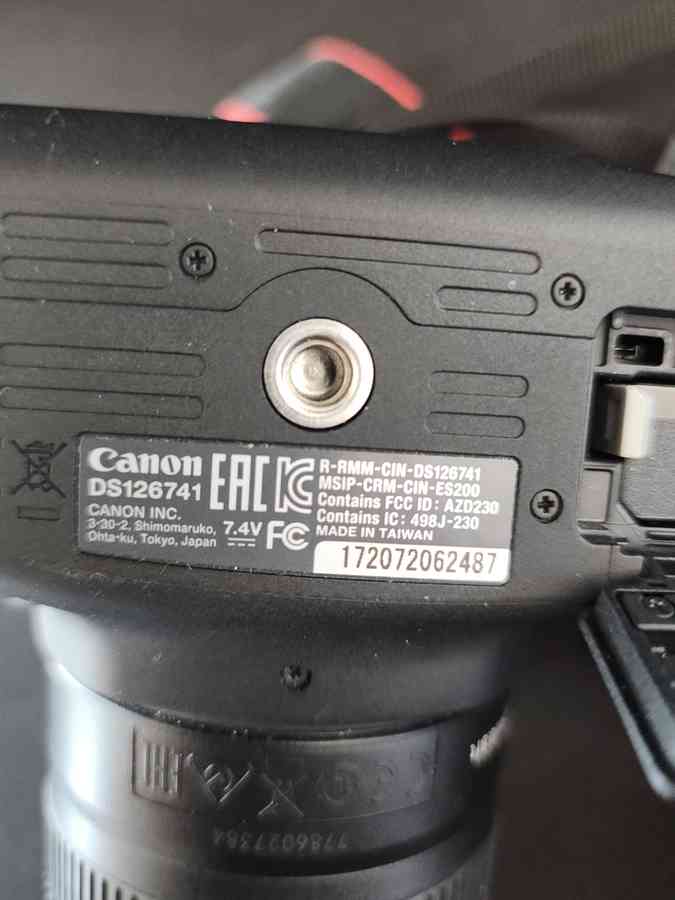 Canon
DS126741
CANON INC.
3-30-2, Shimomaruko,
Ohta-ku, Tokyo, Japan
7.4V
EAC
FC
R-RMM-CIN-DS126741
MSIP-CRM-CIN-ES200
Contains FCC ID: AZD230
Contains IC: 498J-230
MADE IN TAIWAN
172072062487
7786027384